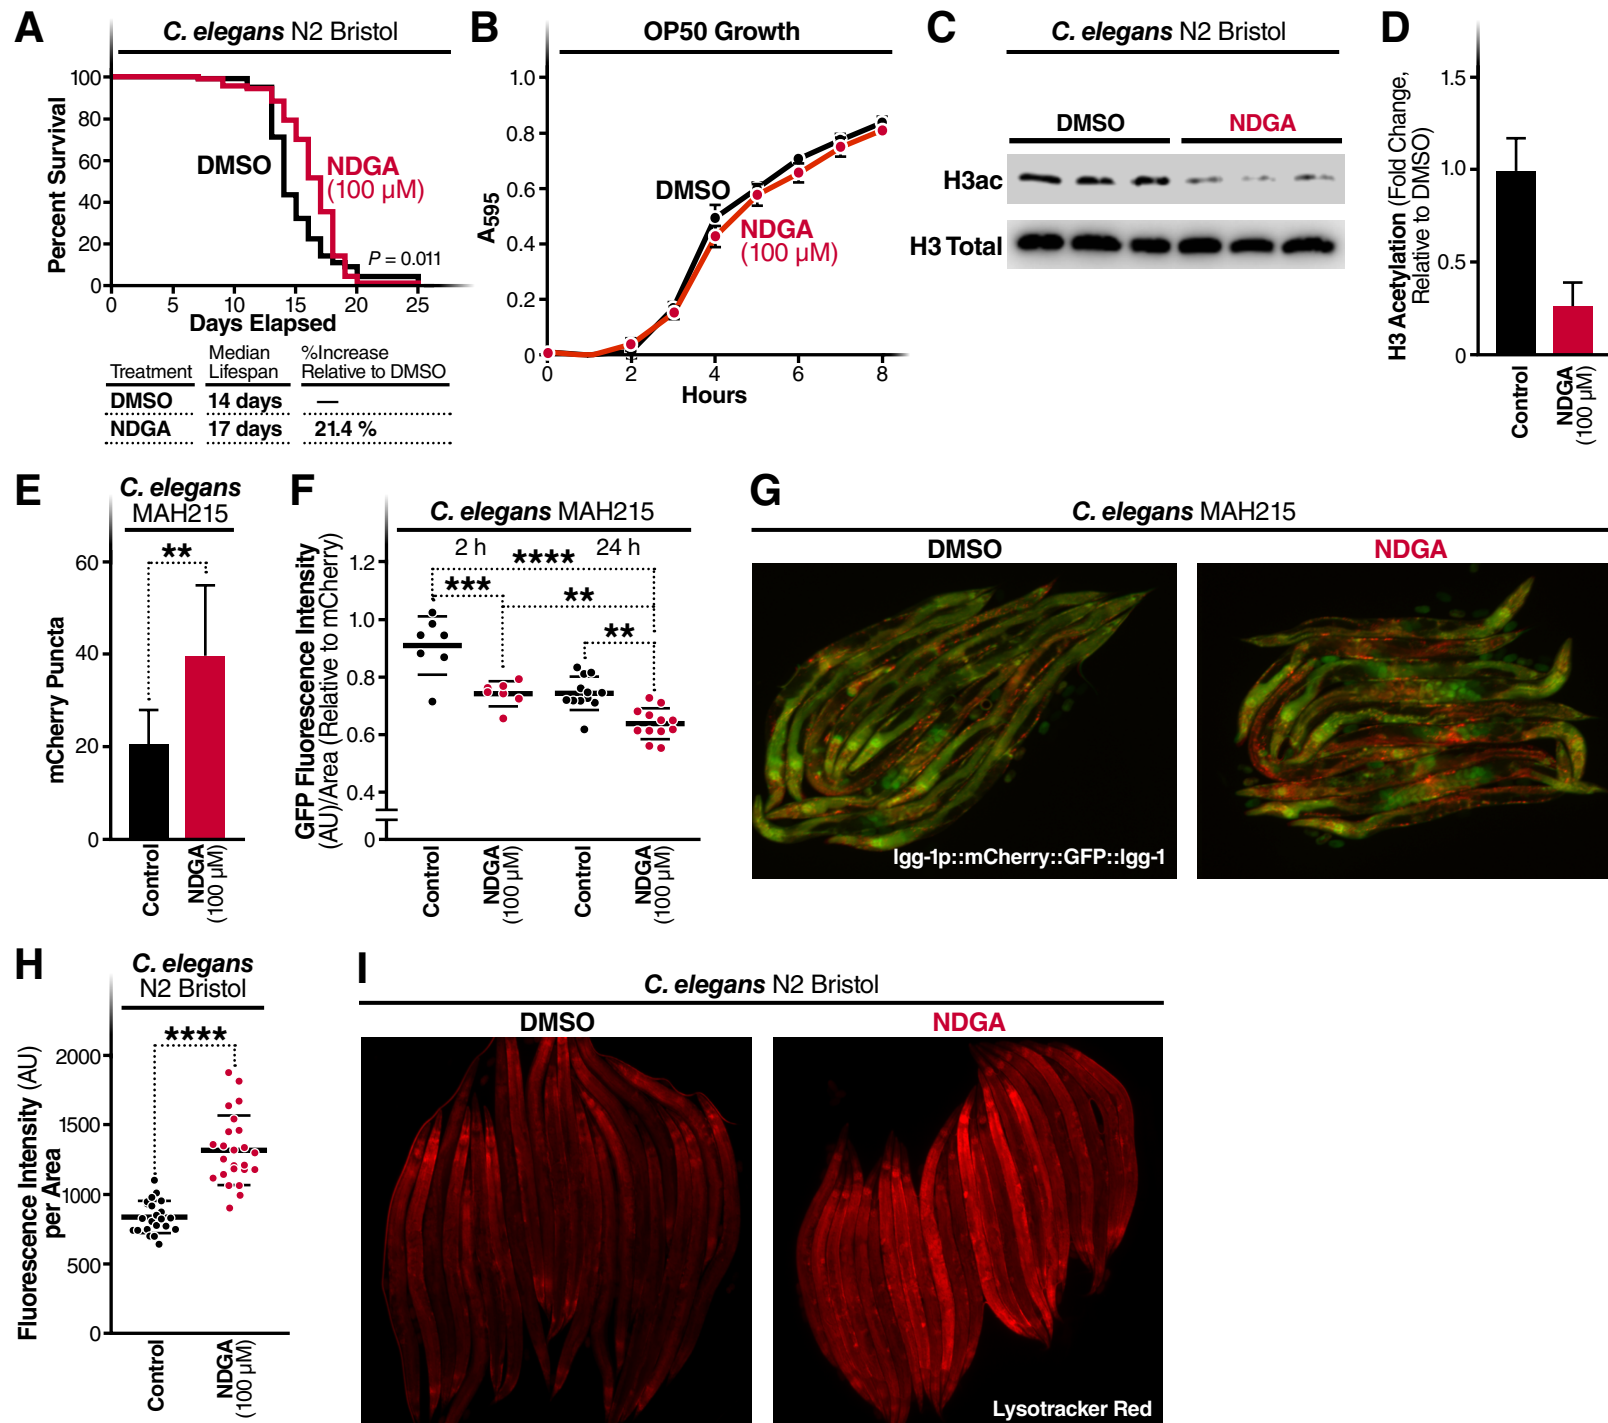 A
C. elegans N2 Bristol
Percent Survival
100
80
60
40
20
0
DMSO
NDGA
(100 µM)
P = 0.011
0 5 10 15 20 25
Days Elapsed
Treatment
Median
Lifespan
%Increase
Relative to DMSO
DMSO 14 days —
NDGA 17 days 21.4 %
B
OP50 Growth
A595
1.0
0.8
0.6
0.4
0.2
0
DMSO
NDGA
(100 µM)
0 2 4 6 8
Hours
C
C. elegans N2 Bristol
DMSO NDGA
H3ac
H3 Total
D
H3 Acetylation (Fold Change,
Relative to DMSO)
1.5
1.0
0.5
0
Control
NDGA
(100 µM)
E
C. elegans
MAH215
mCherry Puncta
60
40
20
0
**
Control
NDGA
(100 µM)
F
C. elegans MAH215
GFP Fluorescence Intensity
(AU)/Area (Relative to mCherry)
2 h 24 h
****
***
**
**
1.2
1.0
0.8
0.6
0.4
0
Control
NDGA
(100 µM)
Control
NDGA
(100 µM)
G
C. elegans MAH215
DMSO NDGA
lgg-1p::mCherry::GFP::lgg-1
H
C. elegans
N2 Bristol
Fluorescence Intensity (AU)
per Area
****
2000
1500
1000
500
0
Control
NDGA
(100 µM)
I
C. elegans N2 Bristol
DMSO NDGA
Lysotracker Red